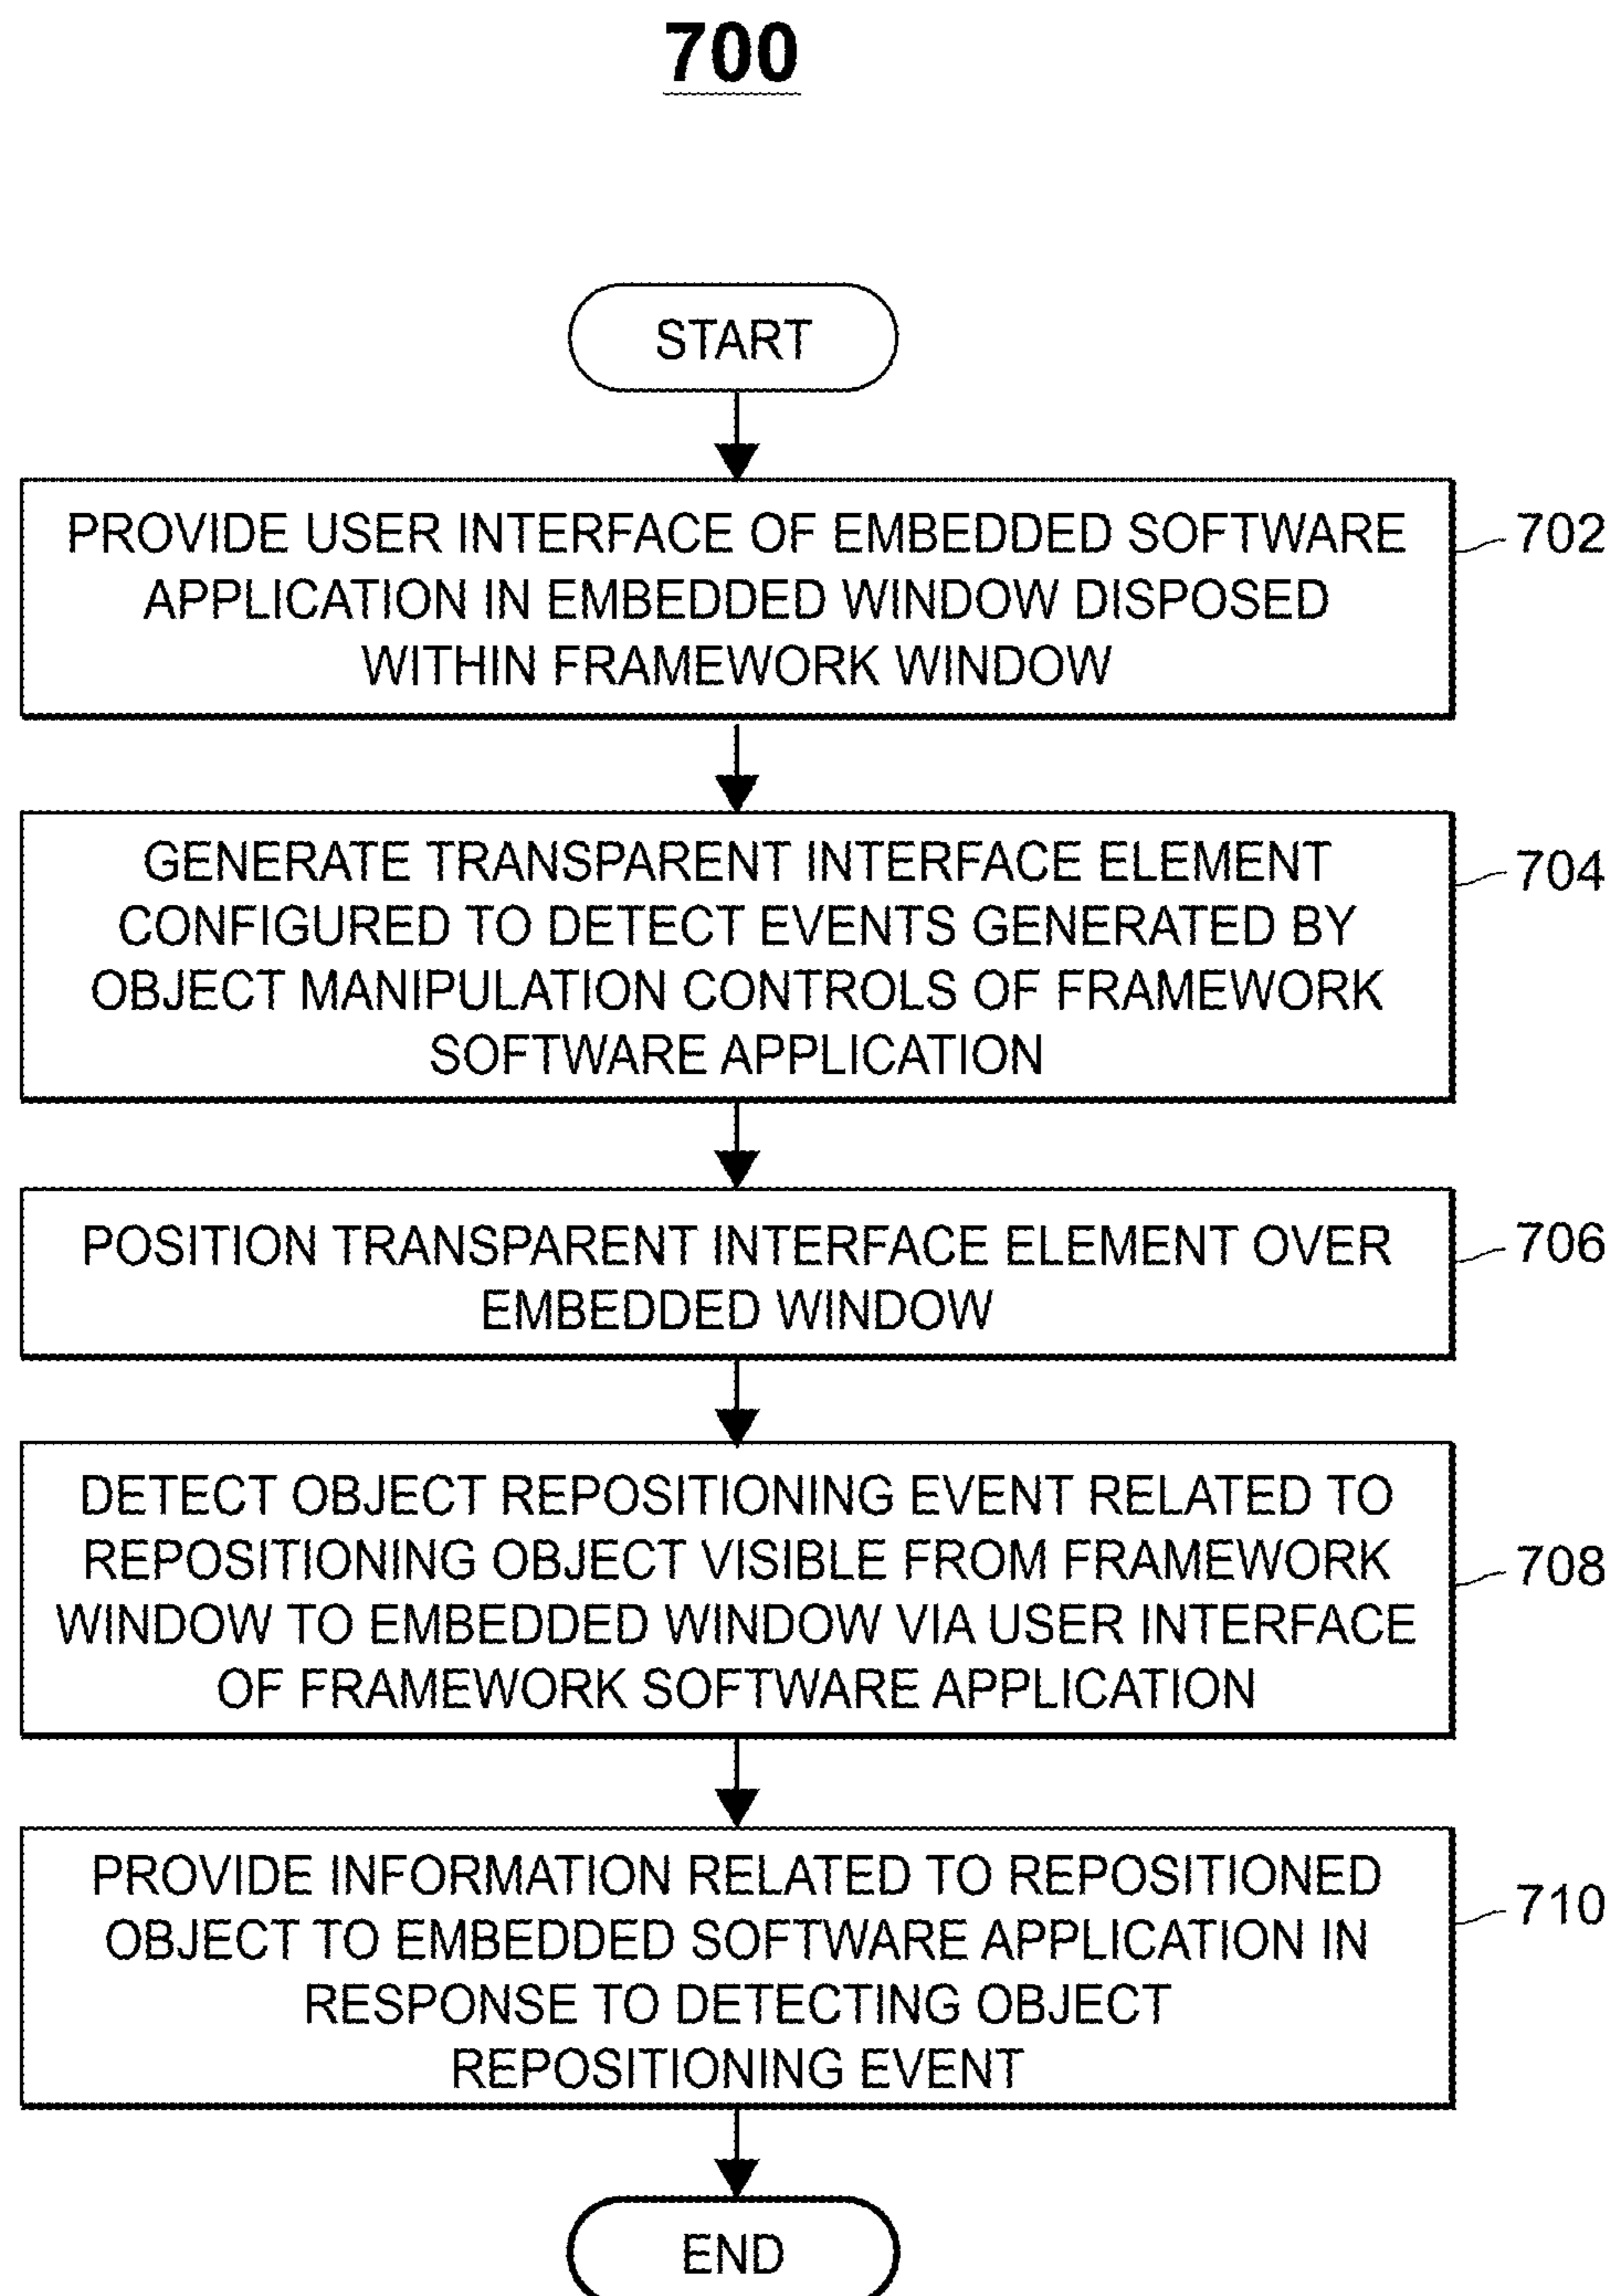 700
START
PROVIDE USER INTERFACE OF EMBEDDED SOFTWARE
APPLICATION IN EMBEDDED WINDOW DISPOSED
WITHIN FRAMEWORK WINDOW
702
GENERATE TRANSPARENT INTERFACE ELEMENT
CONFIGURED TO DETECT EVENTS GENERATED BY
OBJECT MANIPULATION CONTROLS OF FRAMEWORK
SOFTWARE APPLICATION
704
POSITION TRANSPARENT INTERFACE ELEMENT OVER
EMBEDDED WINDOW
706
DETECT OBJECT REPOSITIONING EVENT RELATED TO
REPOSITIONING OBJECT VISIBLE FROM FRAMEWORK
WINDOW TO EMBEDDED WINDOW VIA USER INTERFACE
OF FRAMEWORK SOFTWARE APPLICATION
708
PROVIDE INFORMATION RELATED TO REPOSITIONED
OBJECT TO EMBEDDED SOFTWARE APPLICATION IN
RESPONSE TO DETECTING OBJECT
REPOSITIONING EVENT
710
END